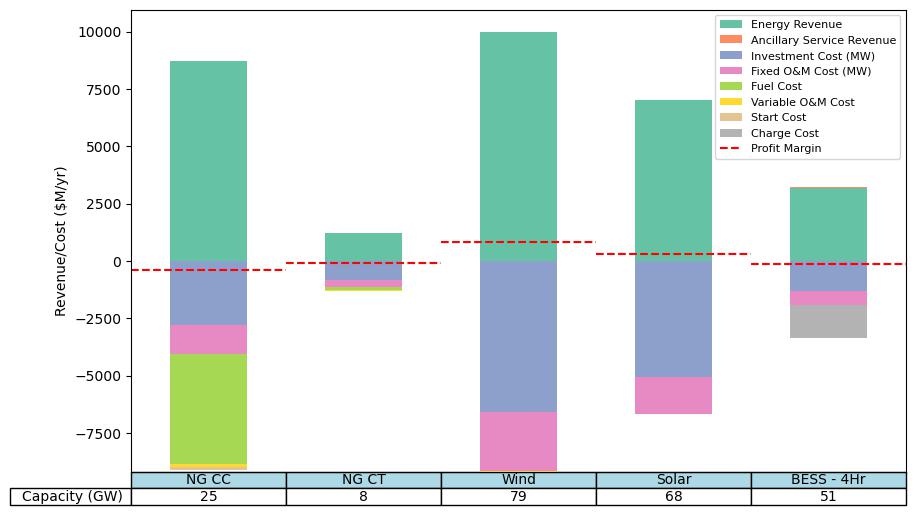 10000
7500
5000
2500
0
−2500
−5000
−7500
Revenue/Cost ($M/yr)
Energy Revenue
Ancillary Service Revenue
Investment Cost (MW)
Fixed O&M Cost (MW)
Fuel Cost
Variable O&M Cost
Start Cost
Charge Cost
Profit Margin
NG CC NG CT Wind Solar BESS - 4Hr
Capacity (GW) 25 8 79 68 51